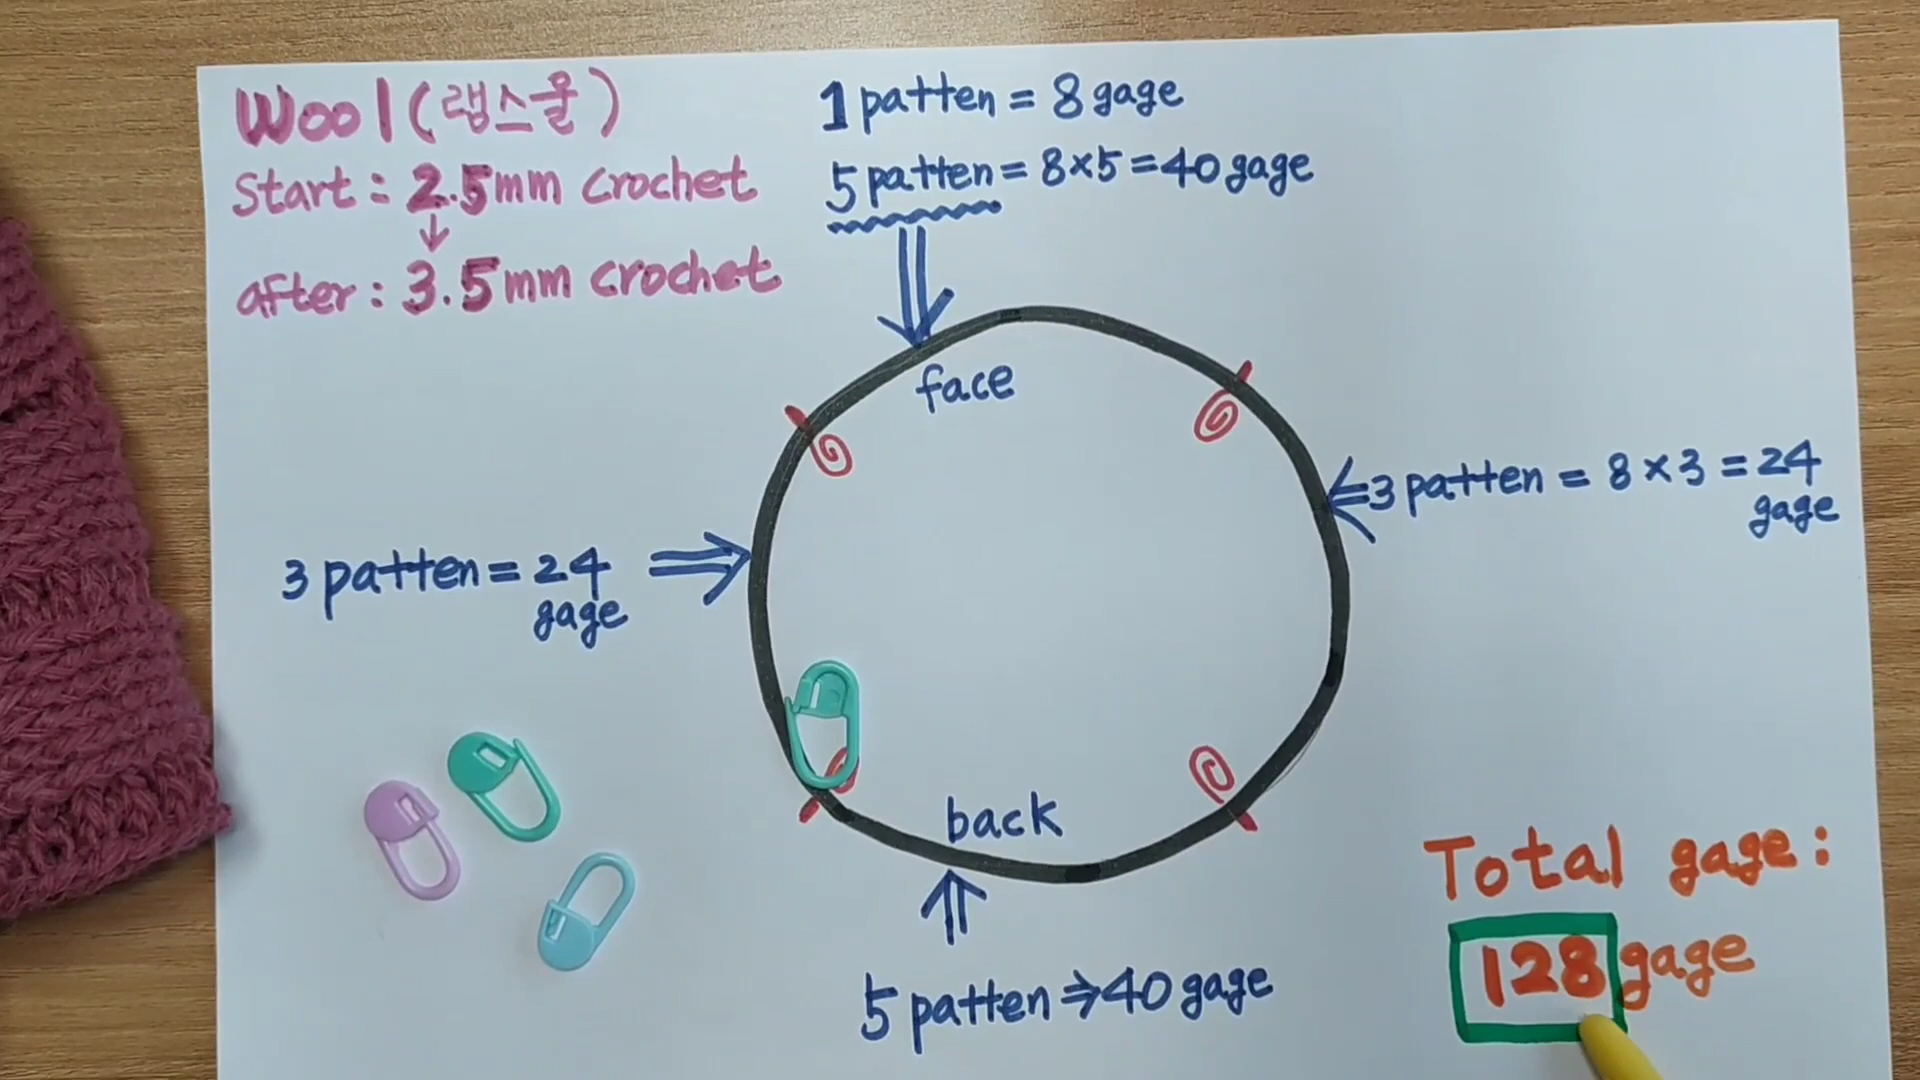 Wool (랩스울)
Start : 2.5mm crochet
↓
after : 3.5mm crochet
1 patten = 8 gage
5 patten = 8×5 = 40 gage
face
3 patten = 8 × 3 = 24
gage
3 patten = 24
gage
back
5 patten ⇒ 40 gage
Total gage :
128 gage